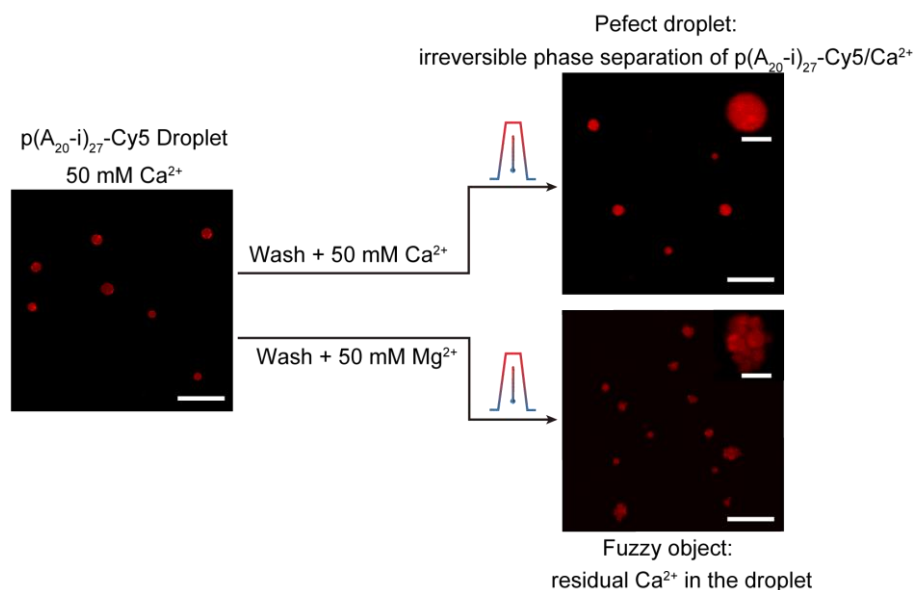 Pefect droplet:
irreversible phase separation of p(A₂₀-i)₂₇-Cy5/Ca²⁺
p(A₂₀-i)₂₇-Cy5 Droplet
50 mM Ca²⁺
Wash + 50 mM Ca²⁺
Wash + 50 mM Mg²⁺
Fuzzy object:
residual Ca²⁺ in the droplet